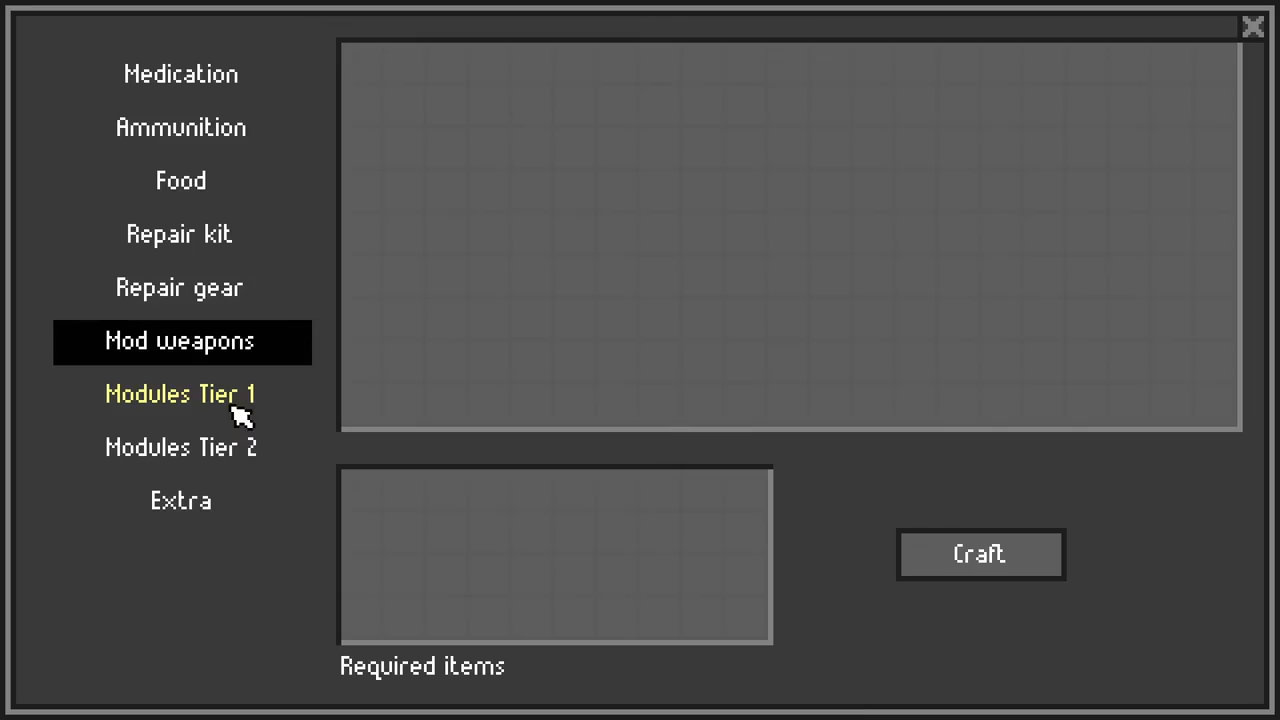 Medication
Ammunition
Food
Repair kit
Repair gear
Mod weapons
Modules Tier 1
Modules Tier 2
Extra
Craft
Required items